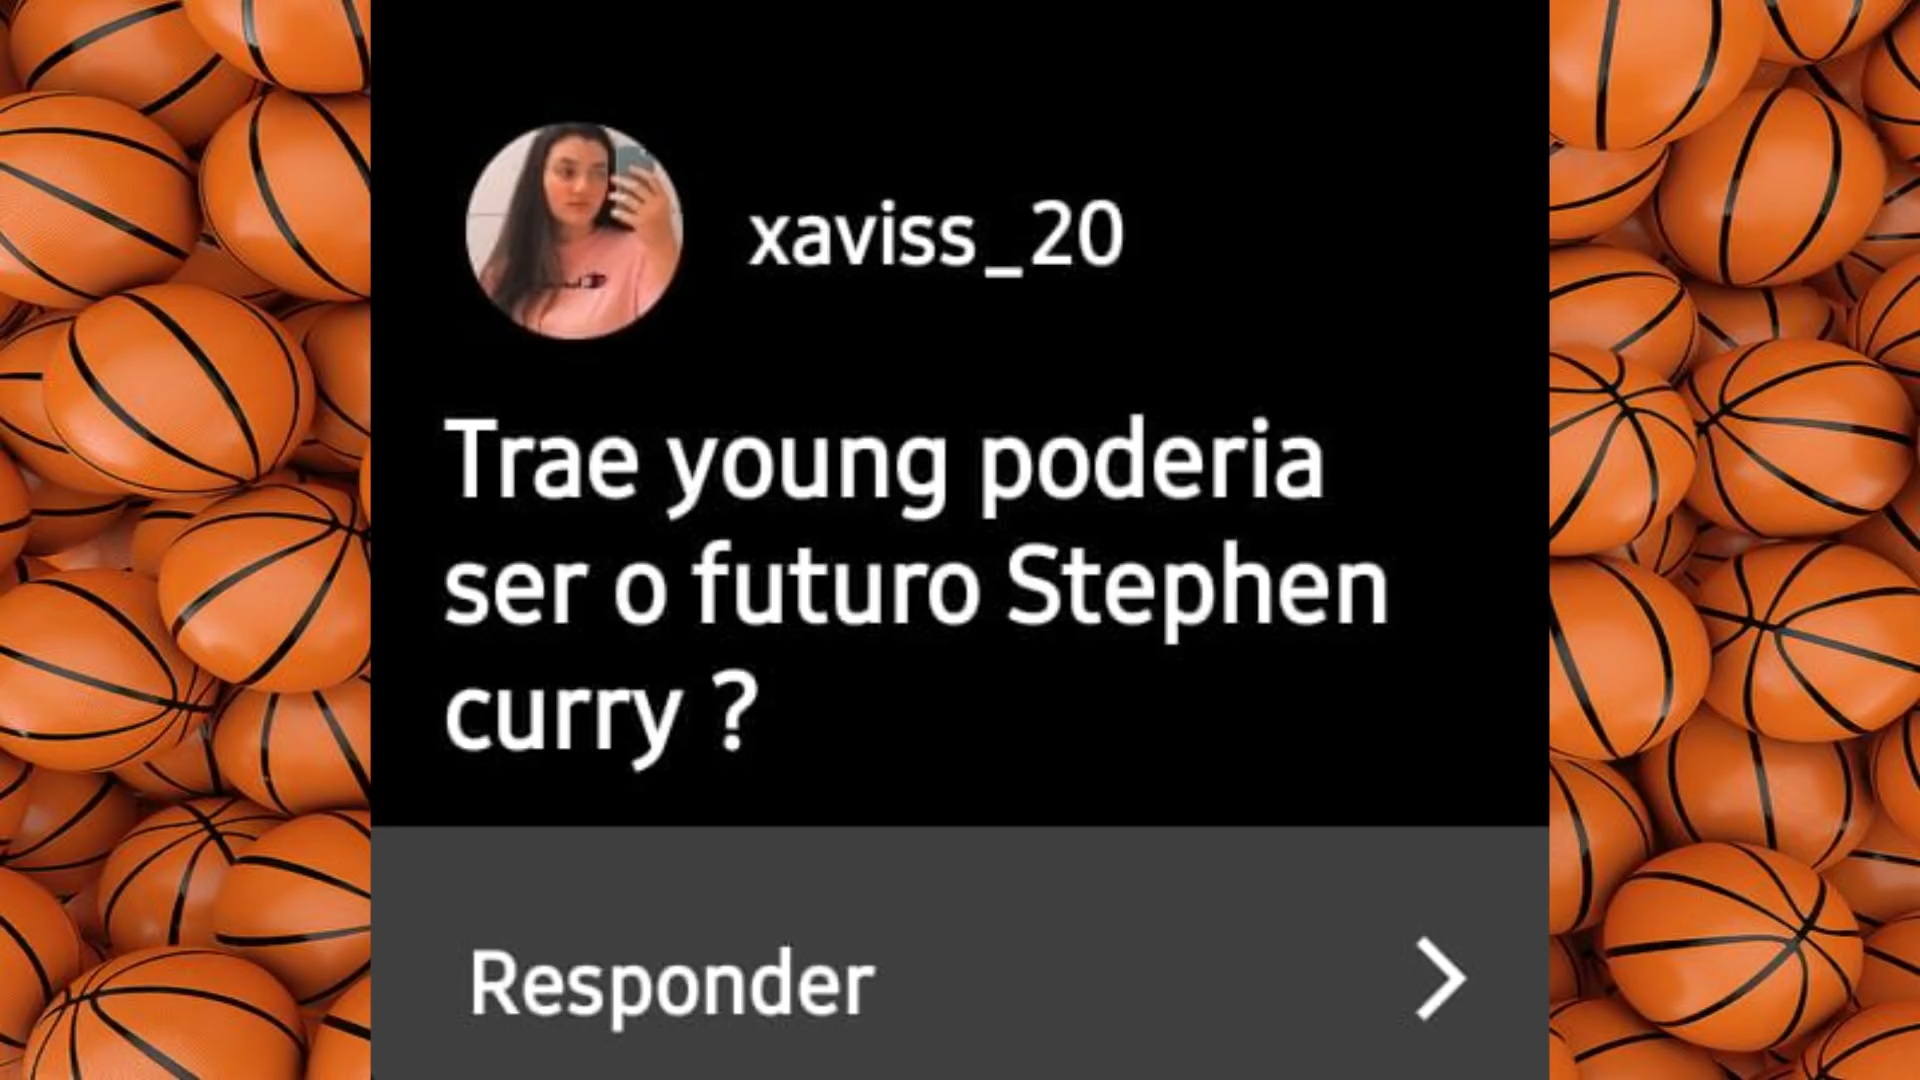 xaviss_20
Trae young poderia
ser o futuro Stephen
curry ?
Responder